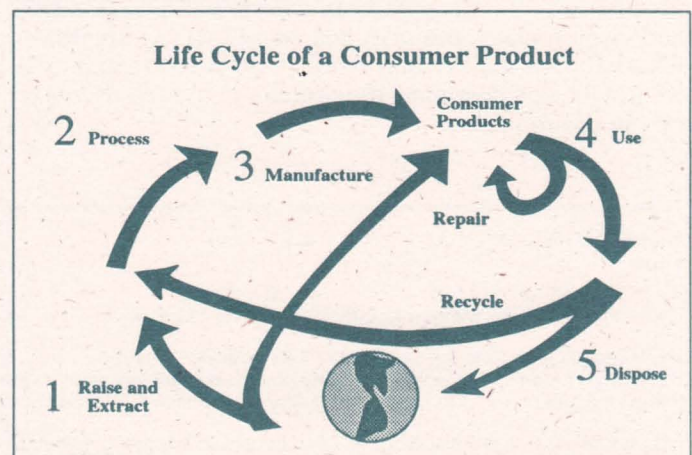 Life Cycle of a Consumer Product
Consumer
Products
2 Process
3 Manufacture
4 Use
Repair
Recycle
1 Raise and
Extract
5 Dispose